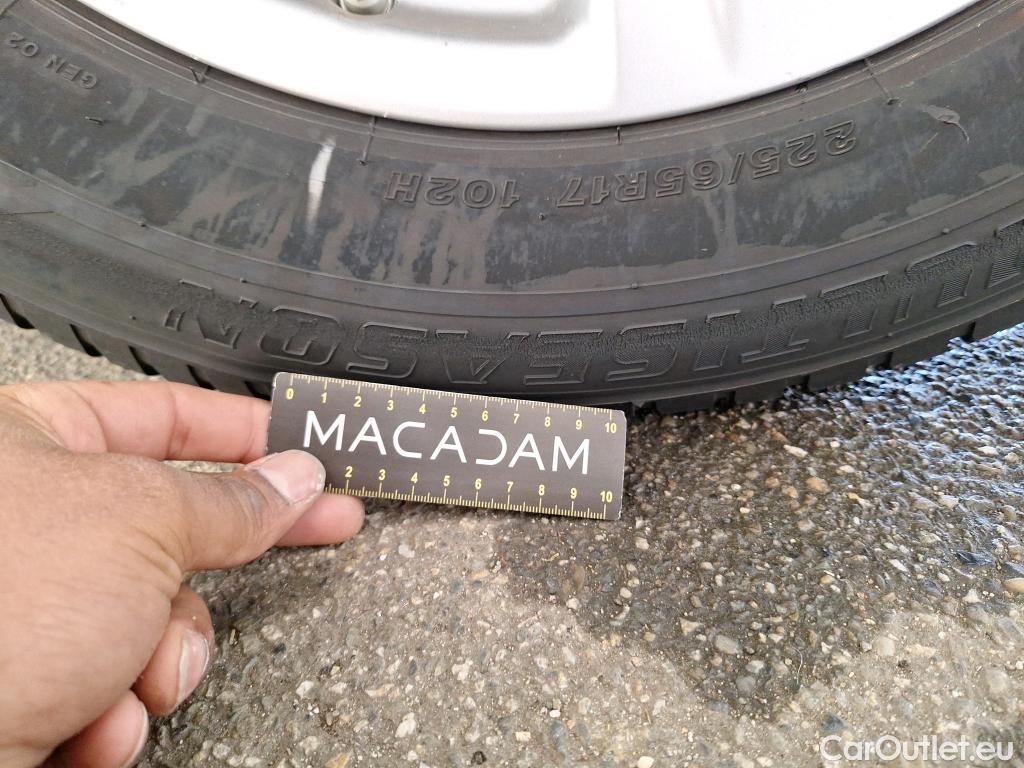 GEN 02
225/65R17 102H
MULTISEASON
0 1 2 3 4 5 6 7 8 9 10
MACADAM
2 3 4 5 6 7 8 9 10
CarOutlet.eu